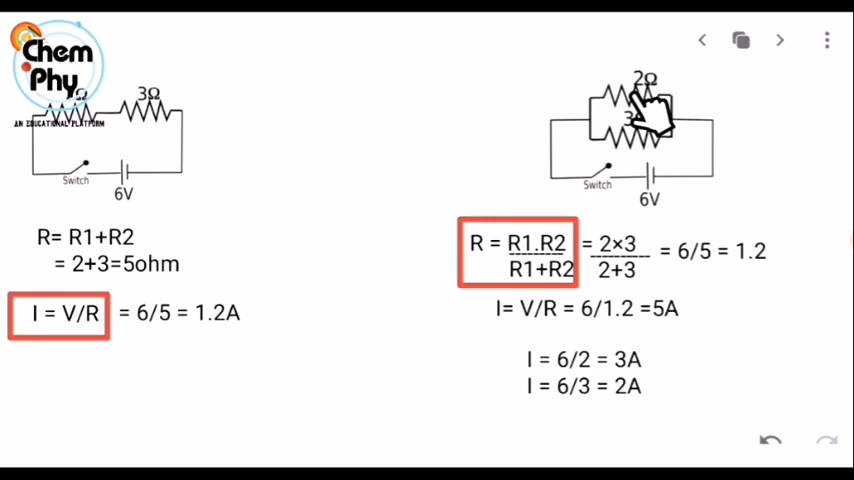 Chem
Phy
AN EDUCATIONAL PLATFORM
Ω
3Ω
Switch
6V
R= R1+R2
= 2+3=5ohm
I = V/R = 6/5 = 1.2A
2Ω
3
Switch
6V
R = R1.R2 = 2×3 = 6/5 = 1.2
R1+R2 2+3
I= V/R = 6/1.2 =5A
I = 6/2 = 3A
I = 6/3 = 2A